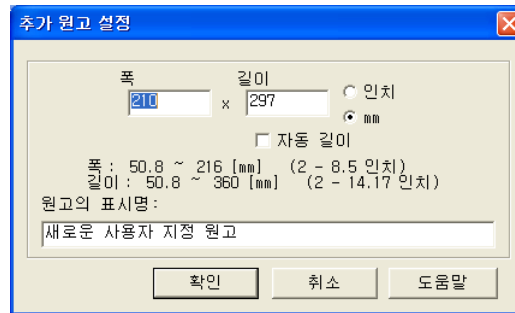 추가 원고 설정
폭 길이
210 x 297 인치
mm
자동 길이
폭 : 50.8 ~ 216 [mm] (2 - 8.5 인치)
길이 : 50.8 ~ 360 [mm] (2 - 14.17 인치)
원고의 표시명:
새로운 사용자 지정 원고
확인 취소 도움말